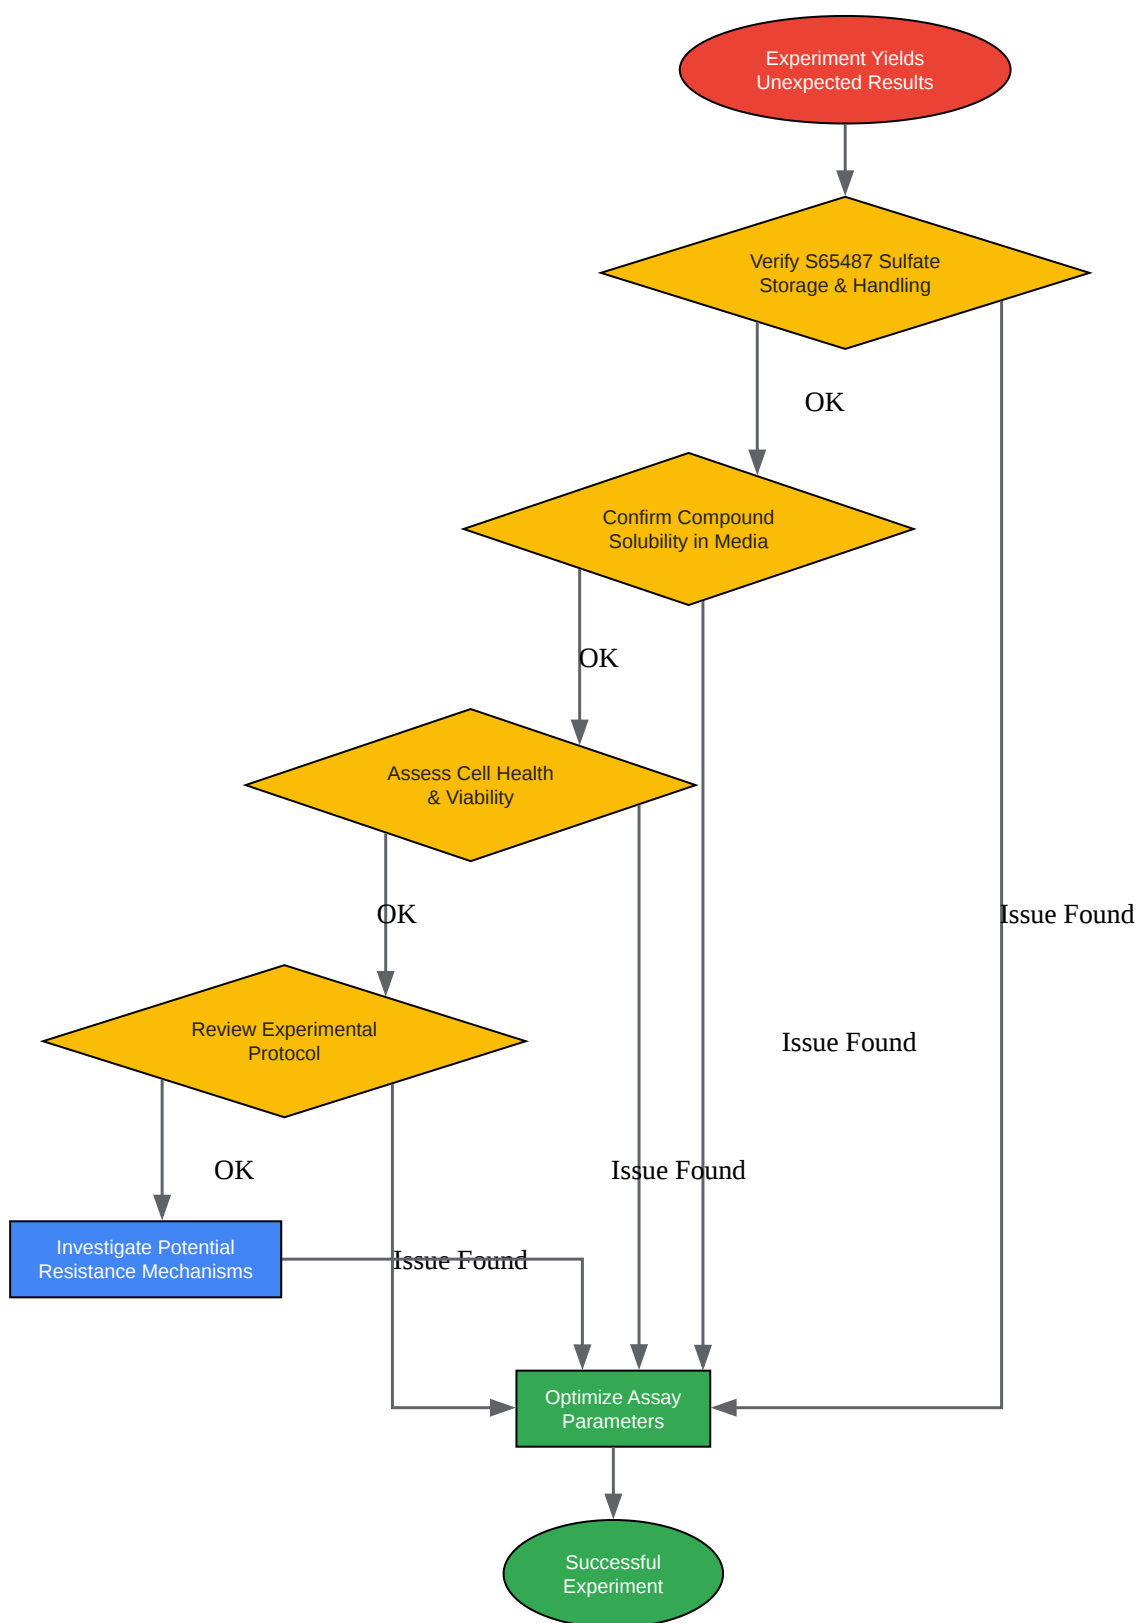 Experiment Yields
Unexpected Results
Verify S65487 Sulfate
Storage & Handling
OK
Confirm Compound
Solubility in Media
OK
Assess Cell Health
& Viability
OK
Issue Found
Review Experimental
Protocol
Issue Found
OK
Issue Found
Investigate Potential
Resistance Mechanisms
Issue Found
Optimize Assay
Parameters
Successful
Experiment